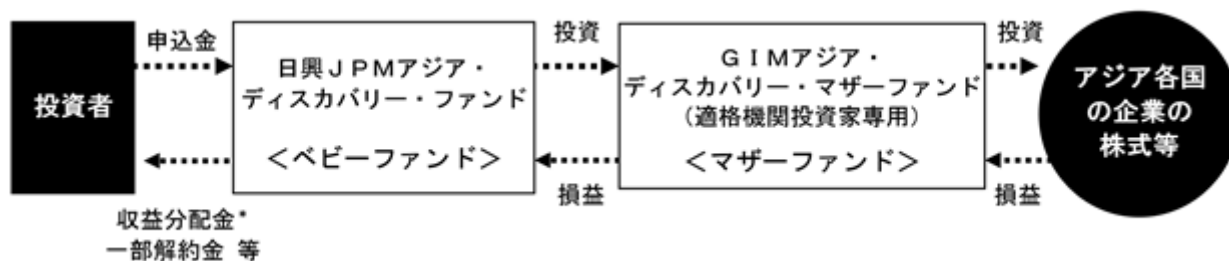 投資者
申込金
収益分配金*
一部解約金 等
日興JPMアジア・
ディスカバリー・ファンド
<ベビーファンド>
投資
損益
GIMアジア・
ディスカバリー・マザーファンド
(適格機関投資家専用)
<マザーファンド>
投資
損益
アジア各国
の企業の
株式等